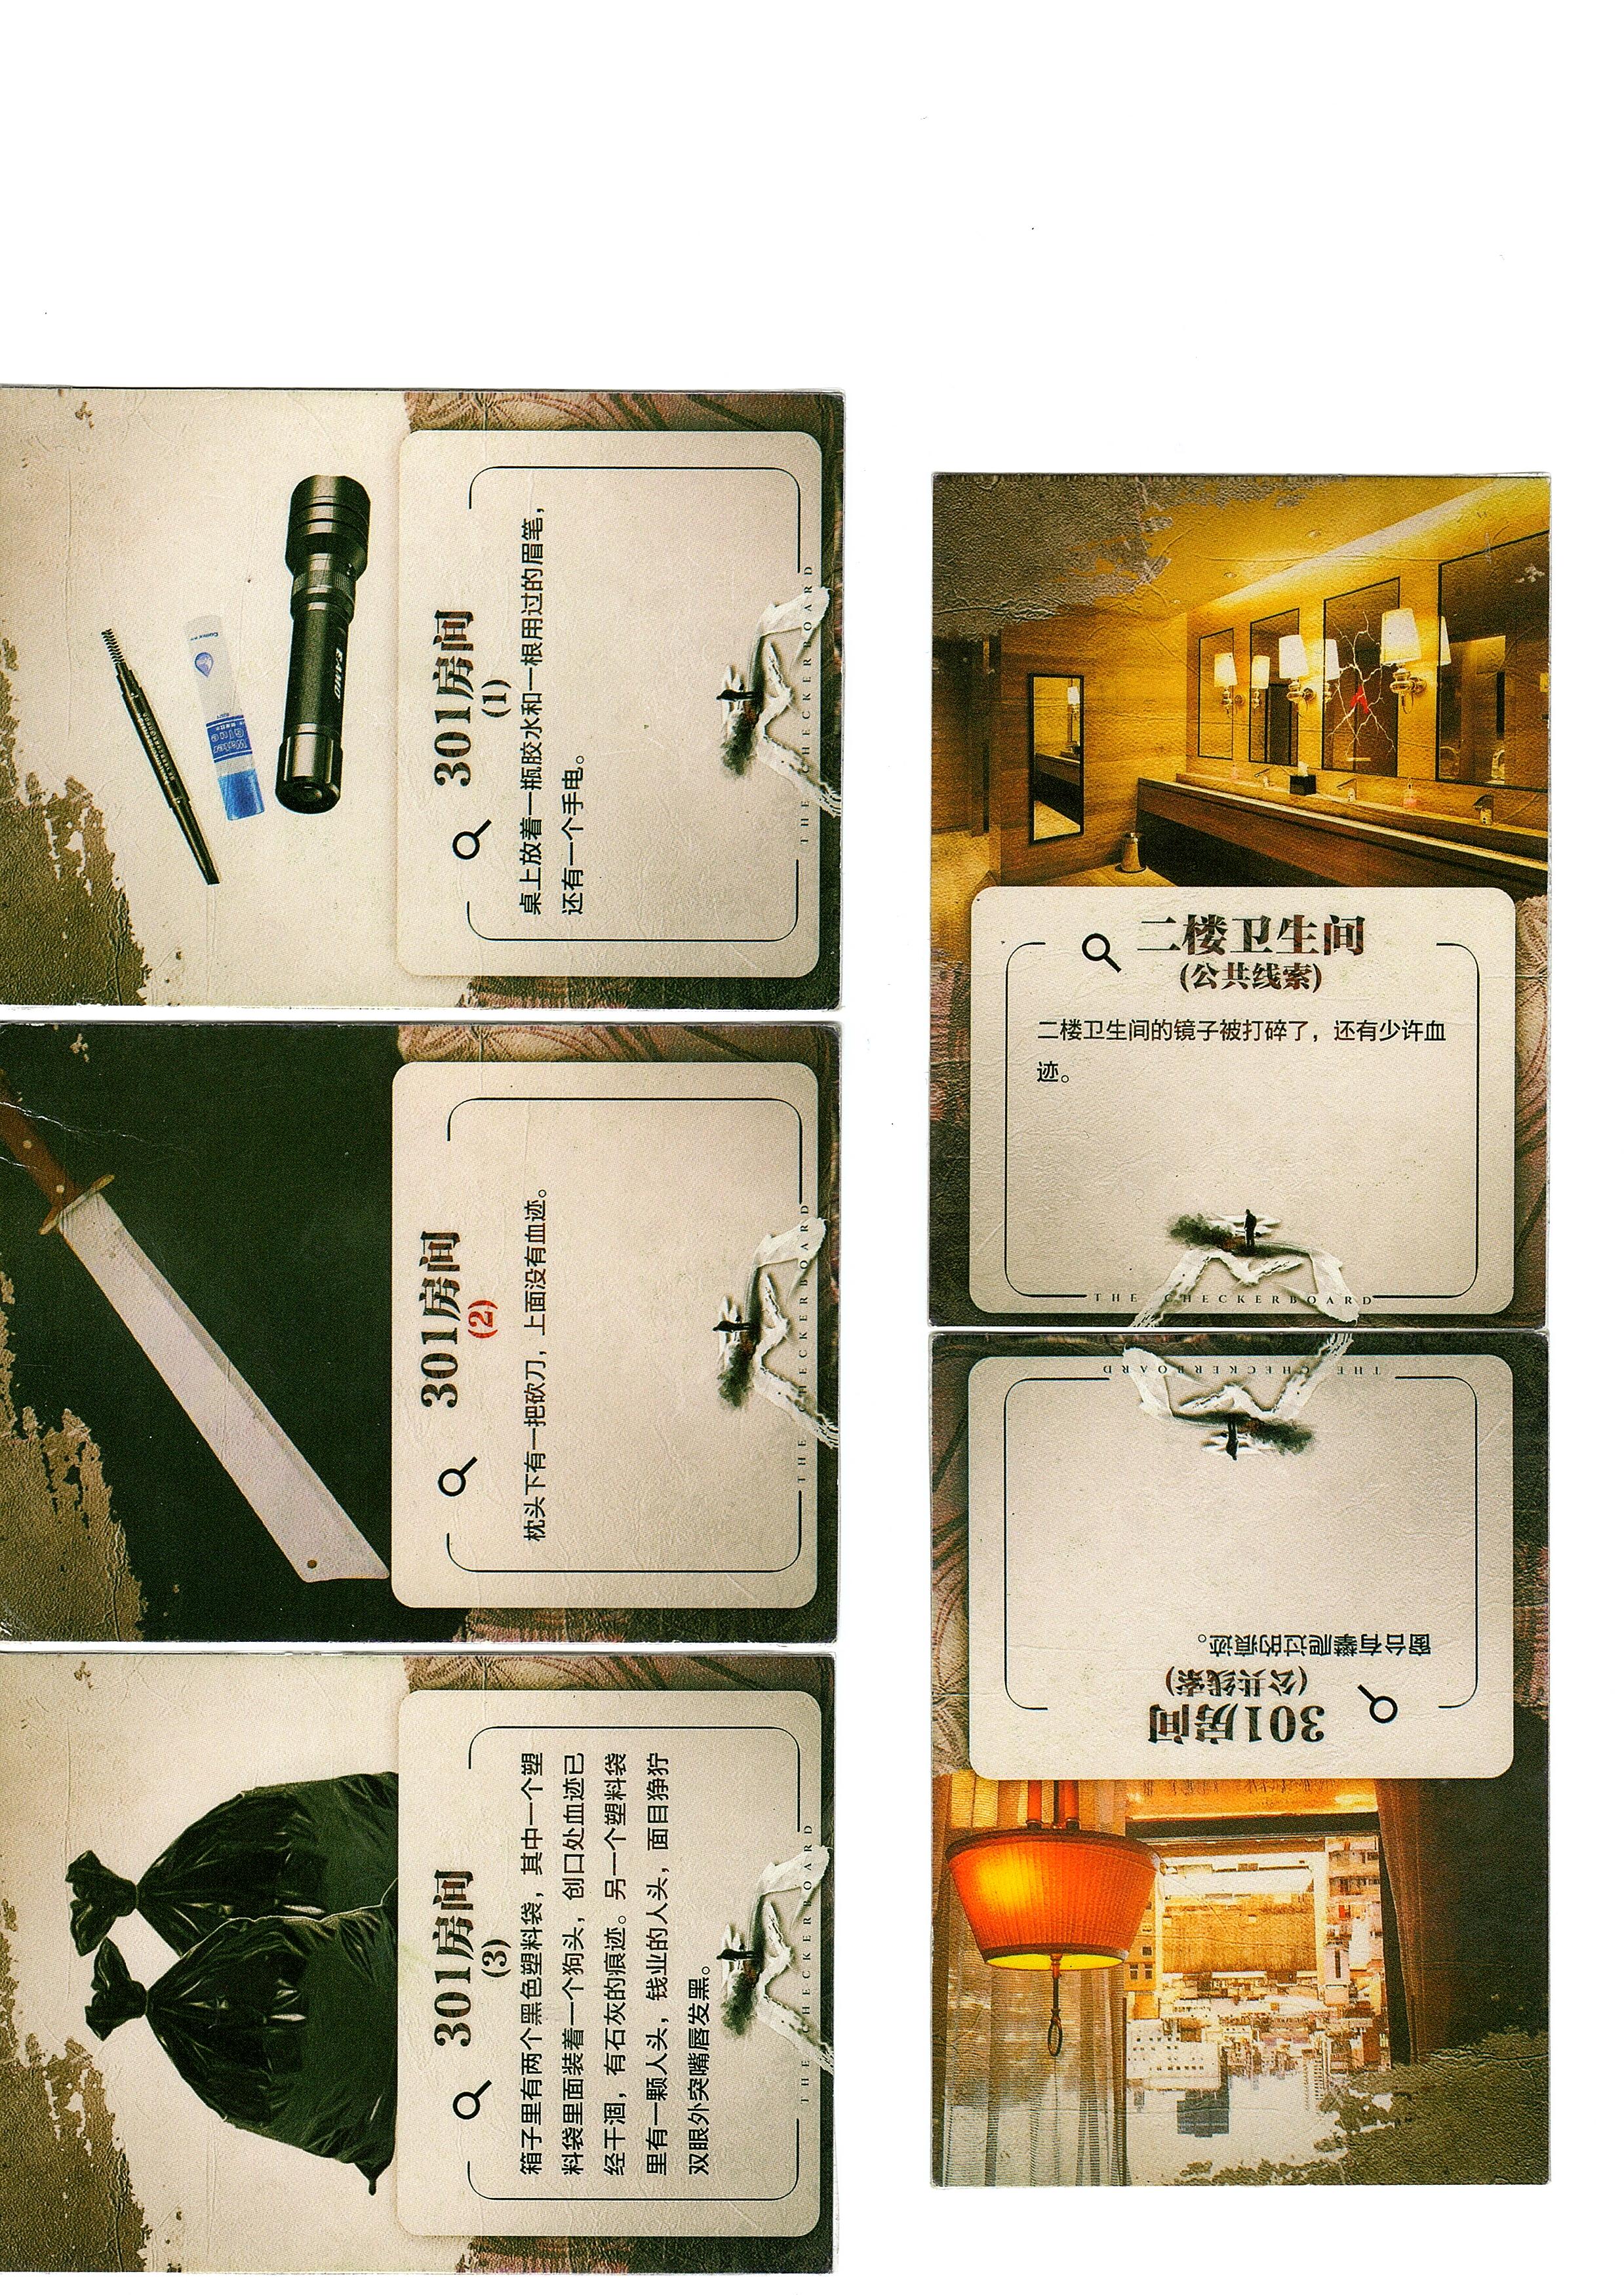 301房间
(1)
桌上放着一瓶胶水和一根用过的眉笔，
还有一个手电。
THE CHECKERBOARD
301房间
(2)
枕头下有一把砍刀，上面没有血迹。
THE CHECKERBOARD
301房间
(3)
箱子里有两个黑色塑料袋，其中一个塑
料袋里面装着一个狗头，创口处血迹已
经干涸，有石灰的痕迹。另一个塑料袋
里有一颗人头，钱业的人头，面目狰狞
双眼外突嘴唇发黑。
THE CHECKERBOARD
二楼卫生间
(公共线索)
二楼卫生间的镜子被打碎了，还有少许血
迹。
THE CHECKERBOARD
301房间
(公共线索)
窗台有攀爬过的痕迹。
THE CHECKERBOARD